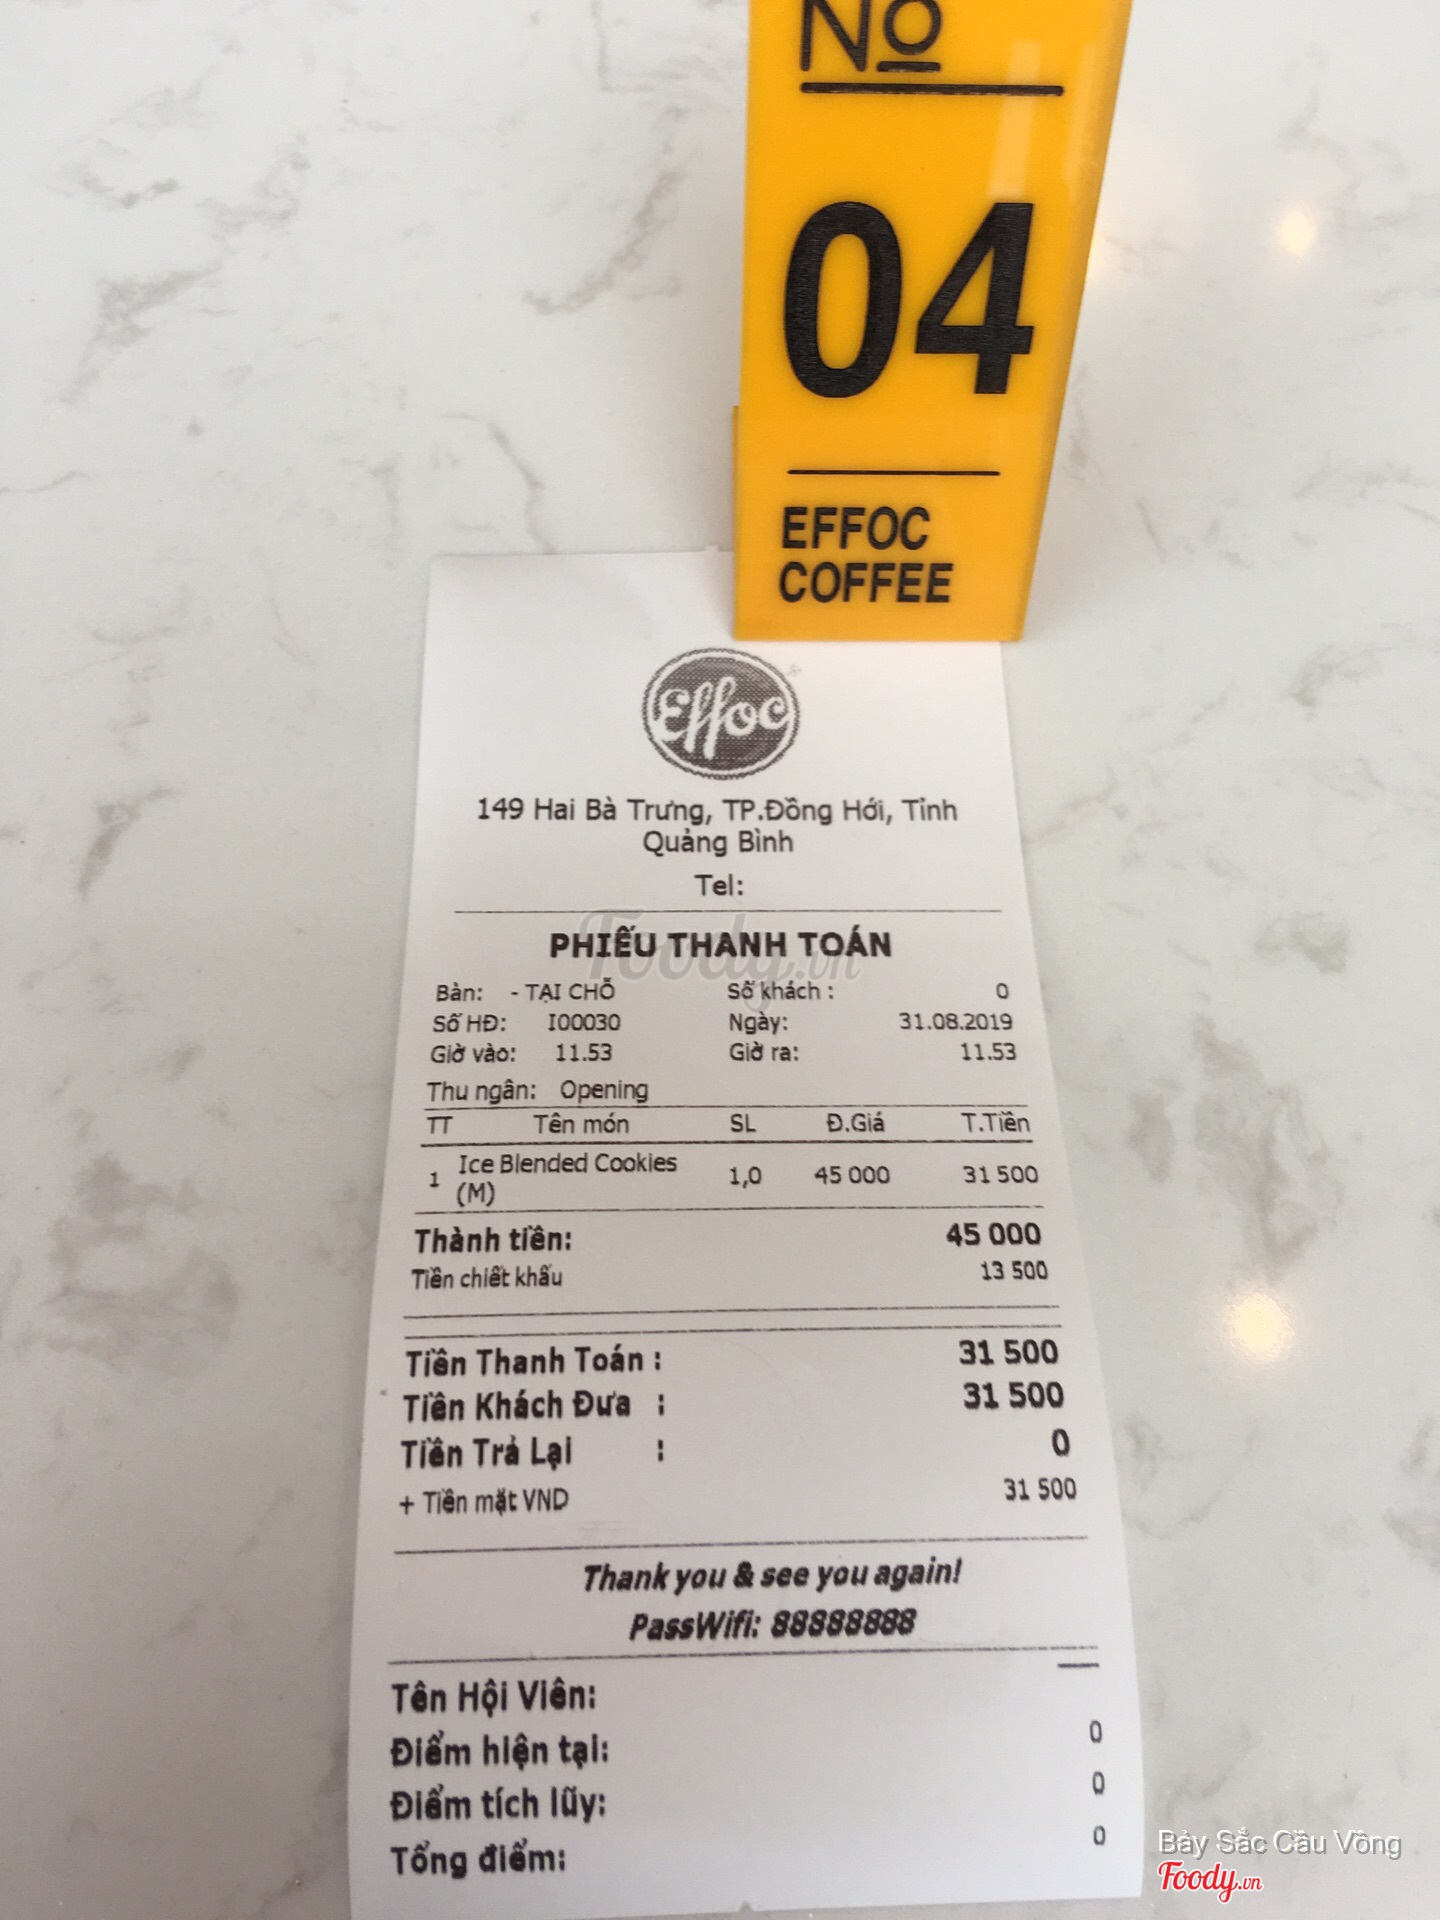 No
04
EFFOC
COFFEE
Effoc
149 Hai Bà Trưng, TP.Đồng Hới, Tỉnh
Quảng Bình
Tel:
PHIẾU THANH TOÁN
Foody.vn
Bàn: - TẠI CHỖ Số khách : 0
Số HĐ: I00030 Ngày: 31.08.2019
Giờ vào: 11.53 Giờ ra: 11.53
Thu ngân: Opening
TT Tên món SL Đ.Giá T.Tiền
1 Ice Blended Cookies 1,0 45 000 31 500
(M)
Thành tiền: 45 000
Tiền chiết khấu 13 500
Tiền Thanh Toán : 31 500
Tiền Khách Đưa : 31 500
Tiền Trả Lại : 0
+ Tiền mặt VND 31 500
Thank you & see you again!
PassWifi: 88888888
Tên Hội Viên:
Điểm hiện tại: 0
Điểm tích lũy: 0
Tổng điểm: 0
Bảy Sắc Cầu Vồng
Foody.vn